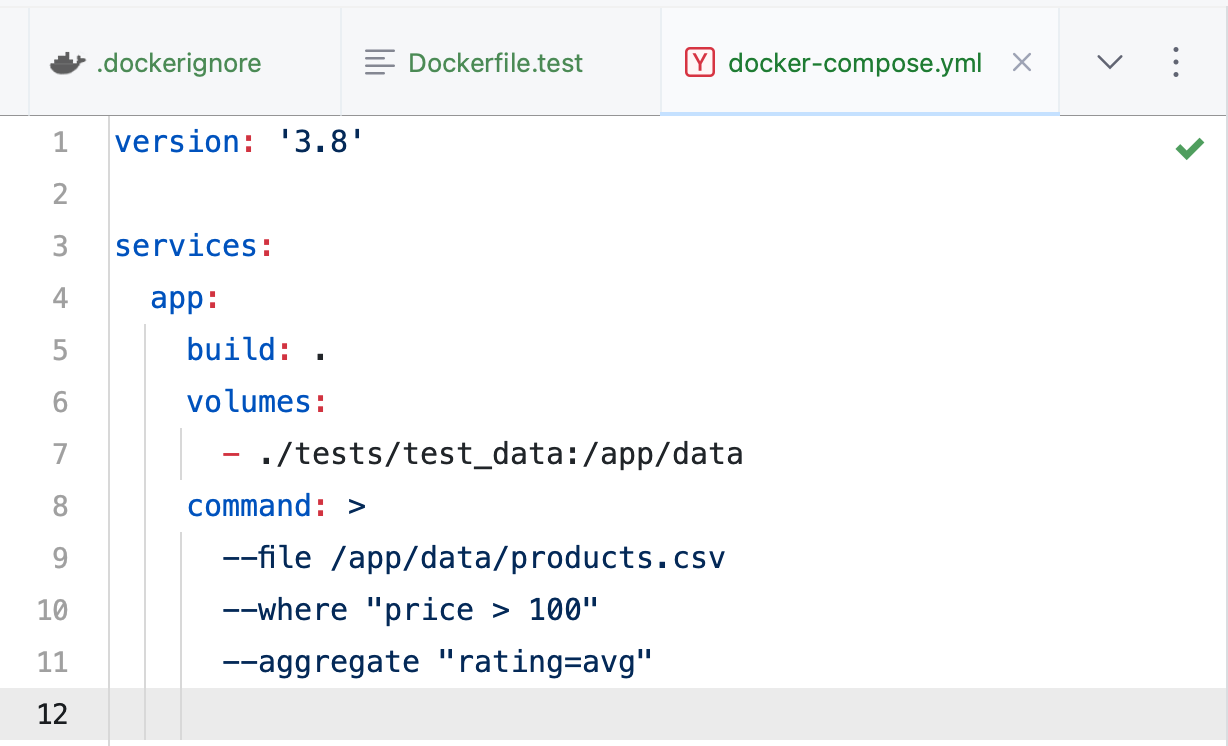 .dockerignore Dockerfile.test Y docker-compose.yml
1 version: '3.8'
2
3 services:
4   app:
5     build: .
6     volumes:
7       - ./tests/test_data:/app/data
8     command: >
9       --file /app/data/products.csv
10       --where "price > 100"
11       --aggregate "rating=avg"
12